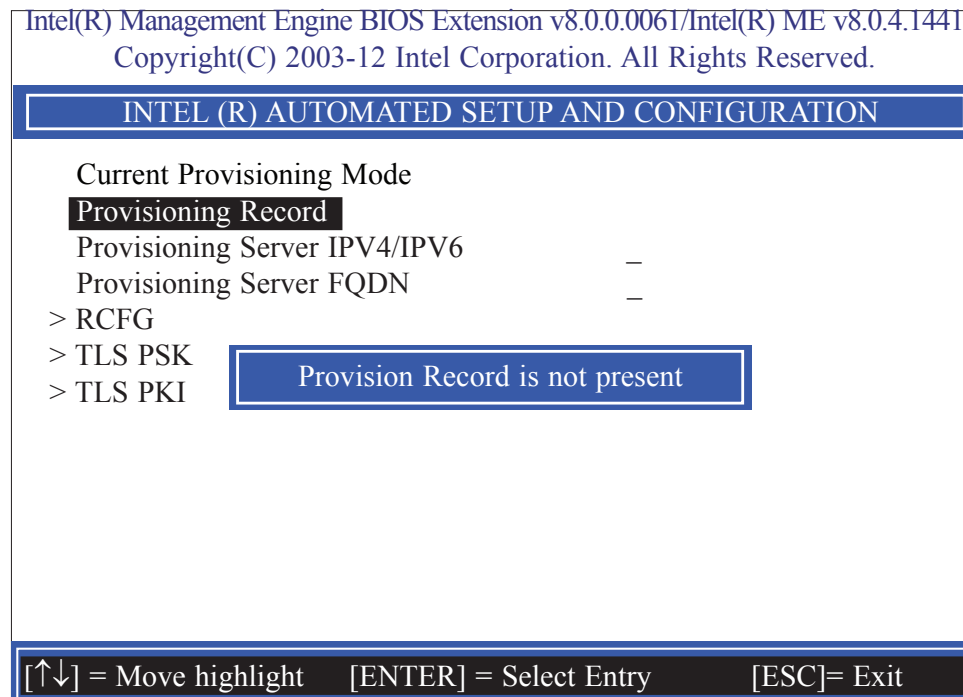 Intel(R) Management Engine BIOS Extension v8.0.0.0061/Intel(R) ME v8.0.4.1441
Copyright(C) 2003-12 Intel Corporation. All Rights Reserved.
INTEL (R) AUTOMATED SETUP AND CONFIGURATION
Current Provisioning Mode
Provisioning Record
Provisioning Server IPV4/IPV6 _
Provisioning Server FQDN _
> RCFG
> TLS PSK
> TLS PKI
Provision Record is not present
[↑↓] = Move highlight [ENTER] = Select Entry [ESC]= Exit